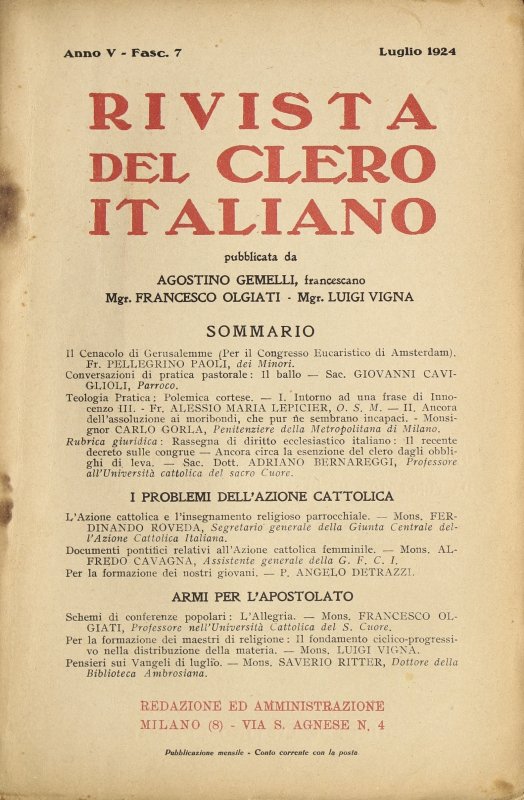 Anno V - Fasc. 7 Luglio 1924
RIVISTA
DEL CLERO
ITALIANO
pubblicata da
AGOSTINO GEMELLI, francescano
Mgr. FRANCESCO OLGIATI - Mgr. LUIGI VIGNA
SOMMARIO
Il Cenacolo di Gerusalemme (Per il Congresso Eucaristico di Amsterdam).
Fr. PELLEGRINO PAOLI, dei Minori.
Conversazioni di pratica pastorale: Il ballo — Sac. GIOVANNI CAVI-
GLIOLI, Parroco.
Teologia Pratica; Polemica cortese. — I. Intorno ad una frase di Inno-
cenzo III. - Fr. ALESSIO MARIA LEPICIER, O. S. M. — II. Ancora
dell'assoluzione ai moribondi, che pur ne sembrano incapaci. - Monsi-
gnor CARLO GORLA, Penitenziere della Metropolitana di Milano.
Rubrica giuridica: Rassegna di diritto ecclesiastico italiano: Il recente
decreto sulle congrue — Ancora circa la esenzione del clero dagli obbli-
ghi di leva. — Sac. Dott. ADRIANO BERNAREGGI, Professore
all'Università cattolica del sacro Cuore.
I PROBLEMI DELL'AZIONE CATTOLICA
L'Azione cattolica e l'insegnamento religioso parrocchiale. — Mons. FER-
DINANDO ROVEDA, Segretario generale della Giunta Centrale del-
l'Azione Cattolica Italiana.
Documenti pontifici relativi all'Azione cattolica femminile. — Mons. AL-
FREDO CAVAGNA, Assistente generale della G. F. C. I.
Per la formazione dei nostri giovani. — P. ANGELO DETRAZZI.
ARMI PER L'APOSTOLATO
Schemi di conferenze popolari: L'Allegria. — Mons. FRANCESCO OL-
GIATI, Professore nell'Università Cattolica del S. Cuore.
Per la formazione dei maestri di religione: Il fondamento ciclico-progressi-
vo nella distribuzione della materia. — Mons. LUIGI VIGNA.
Pensieri sui Vangeli di luglio. — Mons. SAVERIO RITTER, Dottore della
Biblioteca Ambrosiana.
REDAZIONE ED AMMINISTRAZIONE
MILANO (8) - VIA S. AGNESE N. 4
Pubblicazione mensile - Conto corrente con la posta